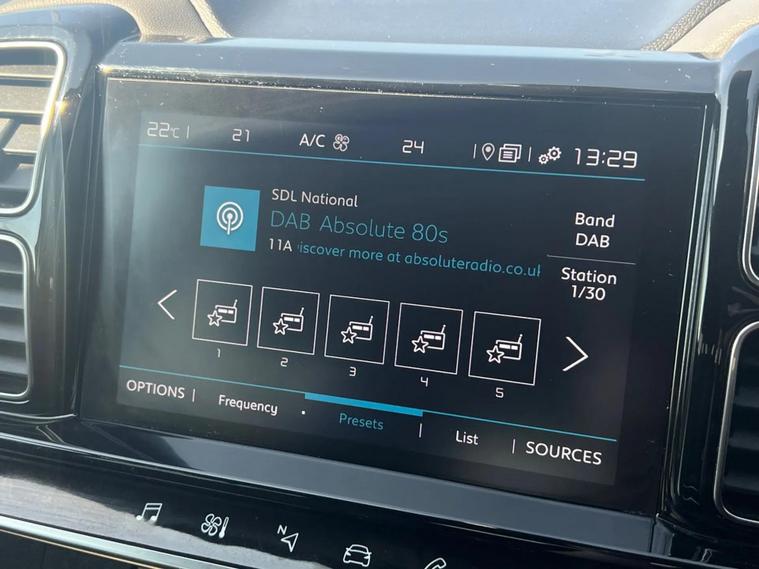 22°C 21 A/C 24 13:29
SDL National
DAB Absolute 80s
11A iscover more at absoluteradio.co.uk
Band
DAB
Station
1/30
1 2 3 4 5
OPTIONS Frequency Presets List SOURCES
N